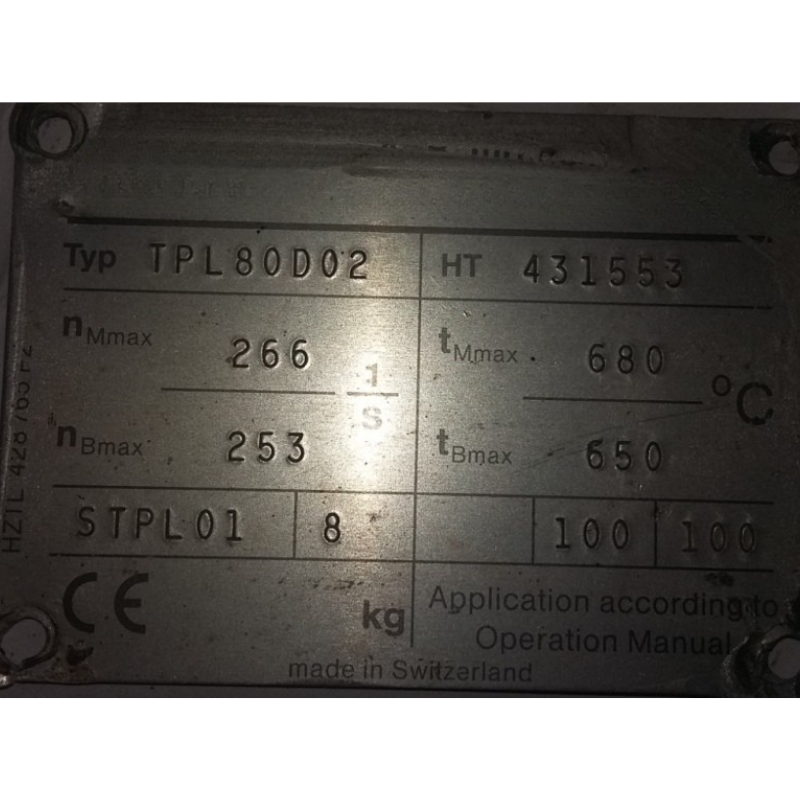 Typ TPL80D02 HT 431553
nMmax 266 tMmax 680
1/S °C
nBmax 253 tBmax 650
STPL01 8 100 100
CE kg Application according to
Operation Manual
made in Switzerland